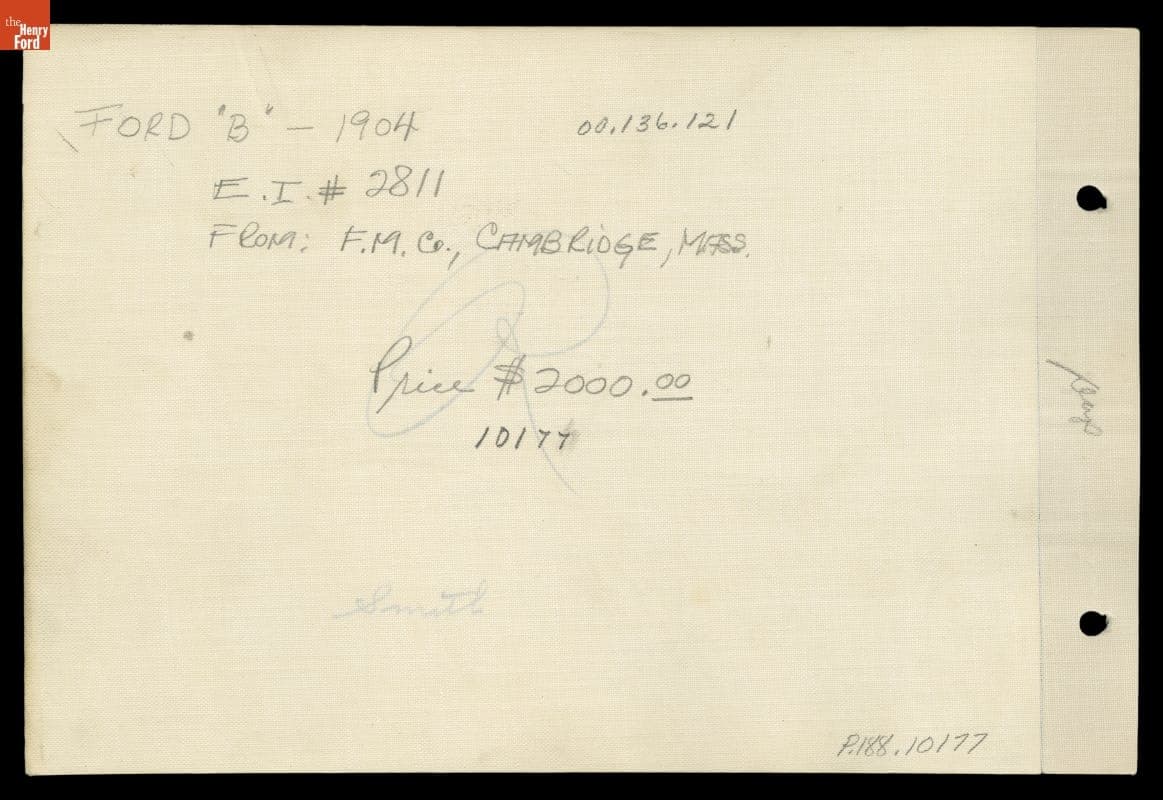 the
Henry
Ford
FORD "B" – 1904
00.136.121
E.I.# 2811
FROM: F.M. Co., CAMBRIDGE, MASS.
R
Price $2000.00
10177
Smith
P.188.10177